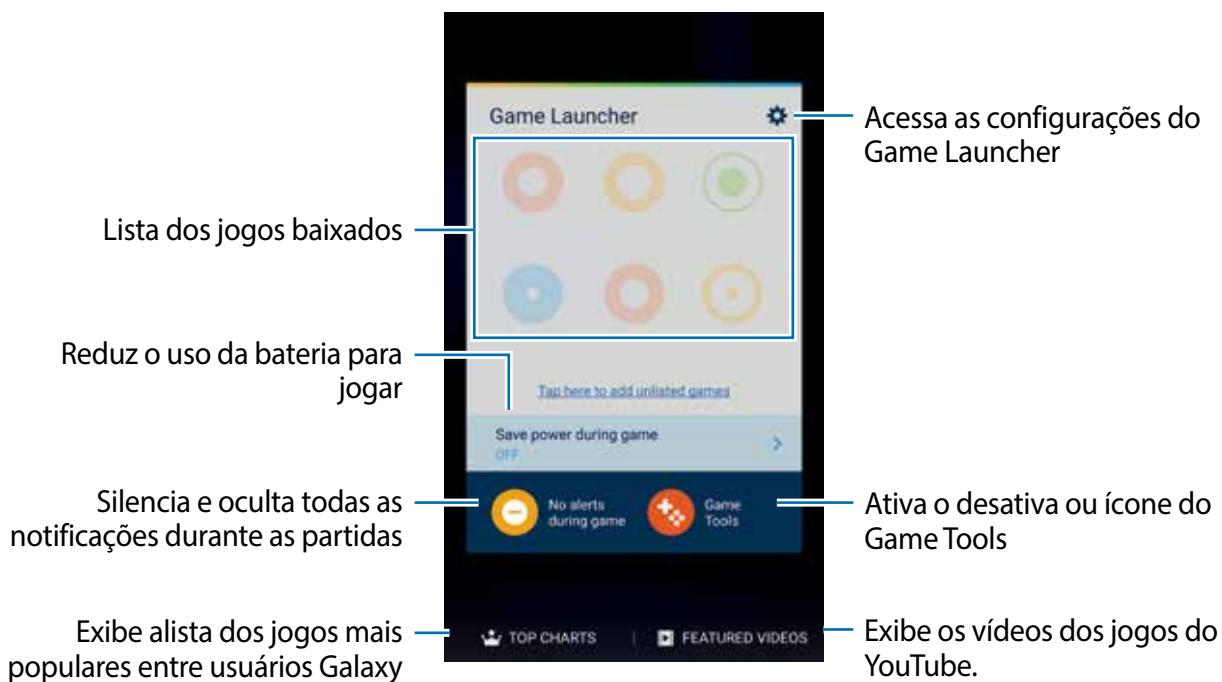 Game Launcher
Acessa as configurações do
Game Launcher
Lista dos jogos baixados
Reduz o uso da bateria para
jogar
Tap here to add unlisted games
Save power during game
OFF
Silencia e oculta todas as
notificações durante as partidas
No alerts
during game
Game
Tools
Ativa o desativa ou ícone do
Game Tools
Exibe alista dos jogos mais
populares entre usuários Galaxy
TOP CHARTS
FEATURED VIDEOS
Exibe os vídeos dos jogos do
YouTube.